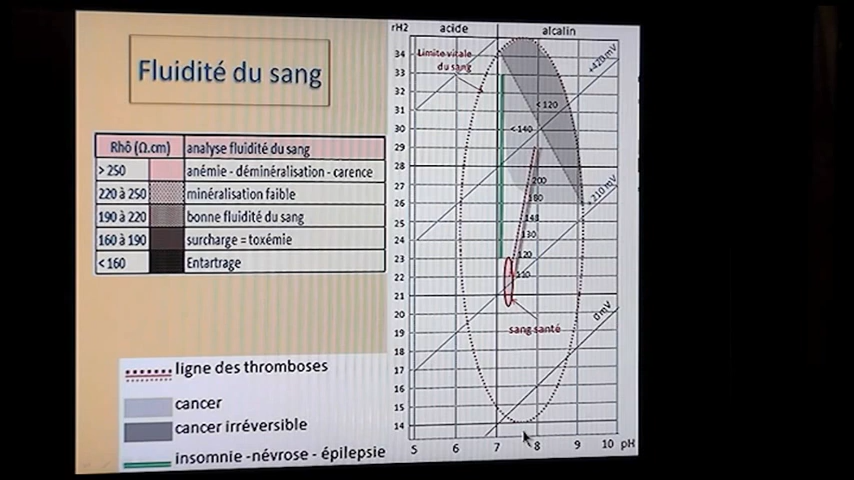 Fluidité du sang
Rhô (Ω.cm) analyse fluidité du sang
> 250 anémie - déminéralisation - carence
220 à 250 minéralisation faible
190 à 220 bonne fluidité du sang
160 à 190 surcharge = toxémie
< 160 Entartrage
ligne des thromboses
cancer
cancer irréversible
insomnie -névrose - épilepsie
rH2 acide alcalin
34
33
32
31
30
29
28
27
26
25
24
23
22
21
20
19
18
17
16
15
14
5 6 7 8 9 10 pH
Limite vitale
du sang
+420 mV
< 120
< 140
200
180
+210 mV
130
120
sang santé
0 mV